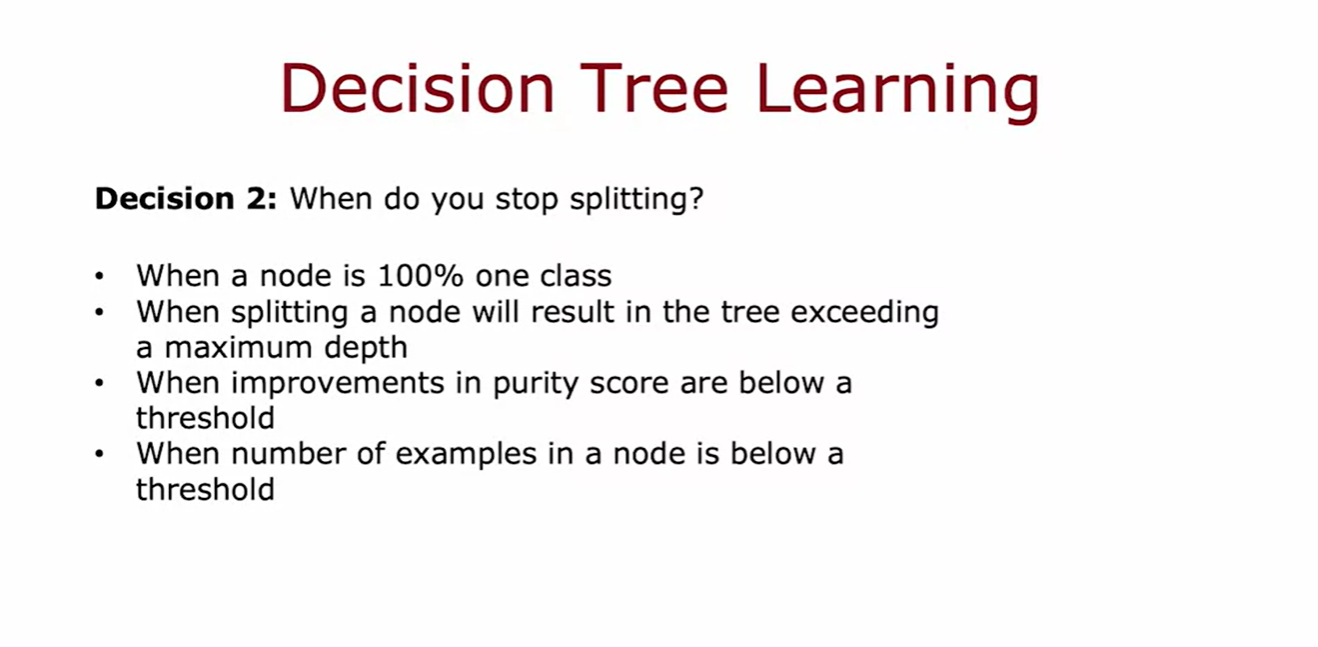 Decision Tree Learning
Decision 2: When do you stop splitting?
• When a node is 100% one class
• When splitting a node will result in the tree exceeding
a maximum depth
• When improvements in purity score are below a
threshold
• When number of examples in a node is below a
threshold